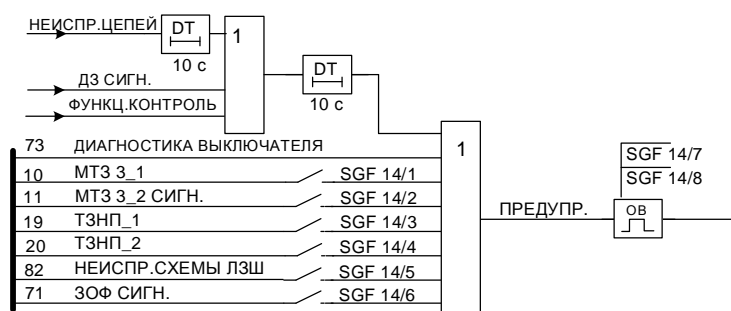 НЕИСПР.ЦЕПЕЙ
DT
10 с
1
DT
10 с
ДЗ СИГН.
ФУНКЦ.КОНТРОЛЬ
73 ДИАГНОСТИКА ВЫКЛЮЧАТЕЛЯ
1
SGF 14/7
SGF 14/8
10 МТЗ 3_1 SGF 14/1
11 МТЗ 3_2 СИГН. SGF 14/2
ПРЕДУПР.
ОВ
19 ТЗНП_1 SGF 14/3
20 ТЗНП_2 SGF 14/4
82 НЕИСПР.СХЕМЫ ЛЗШ SGF 14/5
71 ЗОФ СИГН. SGF 14/6